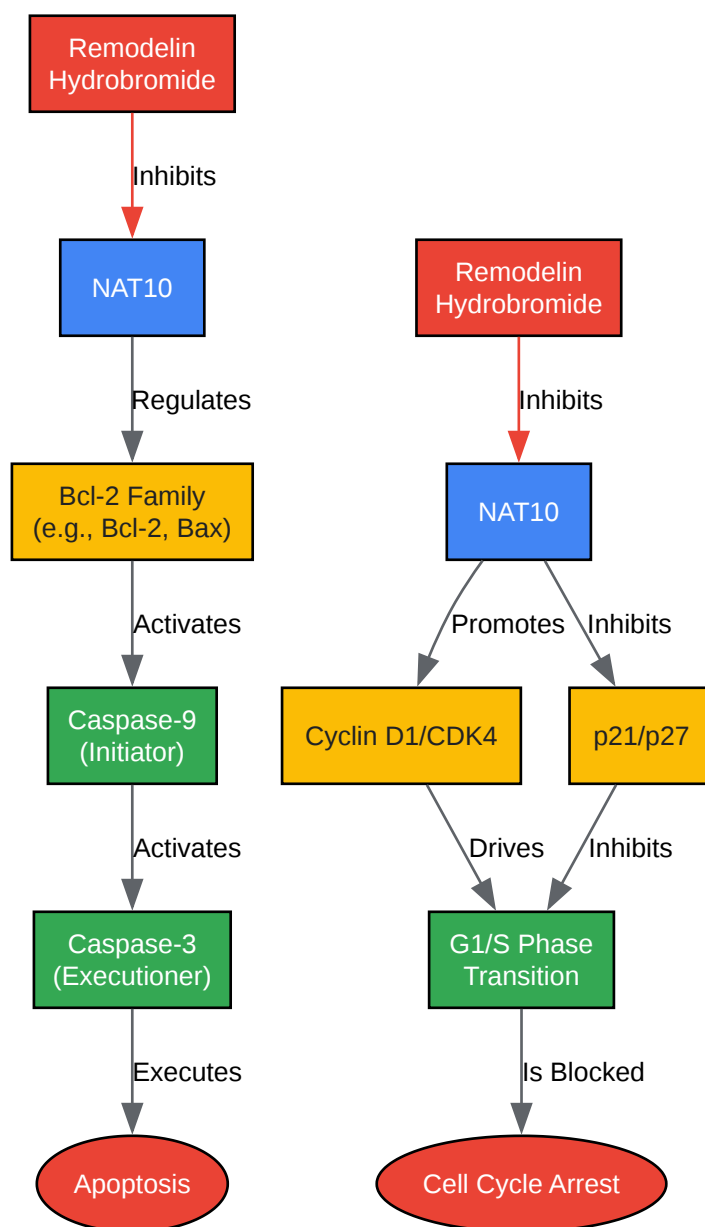 Remodelin
Hydrobromide
Inhibits
NAT10
Regulates
Bcl-2 Family
(e.g., Bcl-2, Bax)
Activates
Caspase-9
(Initiator)
Activates
Caspase-3
(Executioner)
Executes
Apoptosis
Remodelin
Hydrobromide
Inhibits
NAT10
Promotes
Inhibits
Cyclin D1/CDK4
p21/p27
Drives
Inhibits
G1/S Phase
Transition
Is Blocked
Cell Cycle Arrest